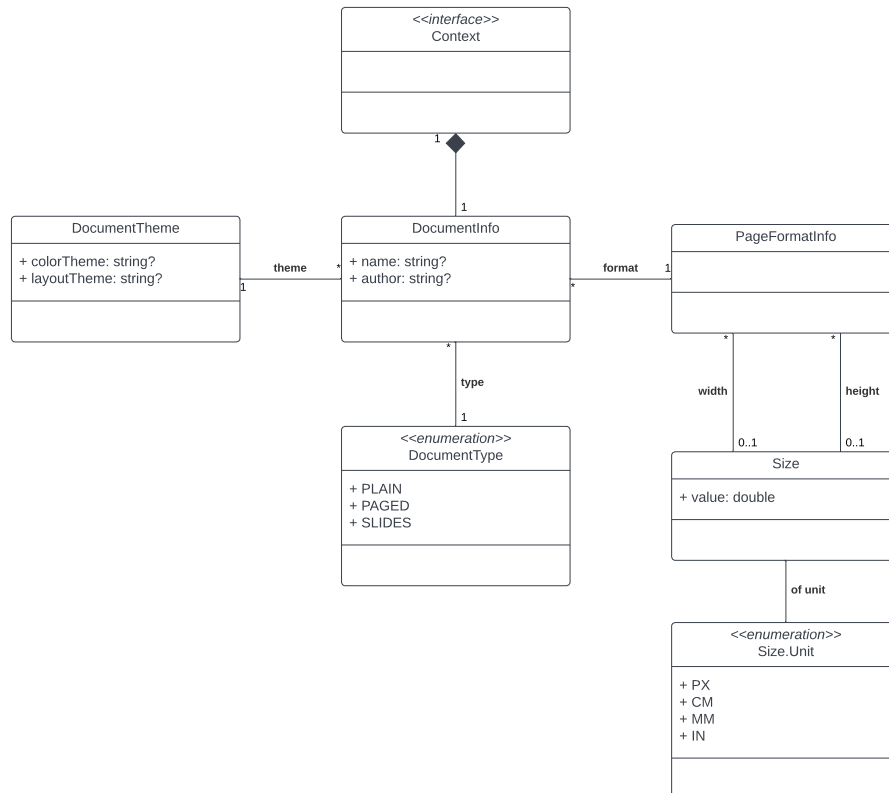 <<interface>>
Context
1
1
DocumentTheme
+ colorTheme: string?
+ layoutTheme: string?
theme
1
*
DocumentInfo
+ name: string?
+ author: string?
format
*
1
PageFormatInfo
*
type
1
<<enumeration>>
DocumentType
+ PLAIN
+ PAGED
+ SLIDES
*
*
width
height
0..1
0..1
Size
+ value: double
of unit
<<enumeration>>
Size.Unit
+ PX
+ CM
+ MM
+ IN